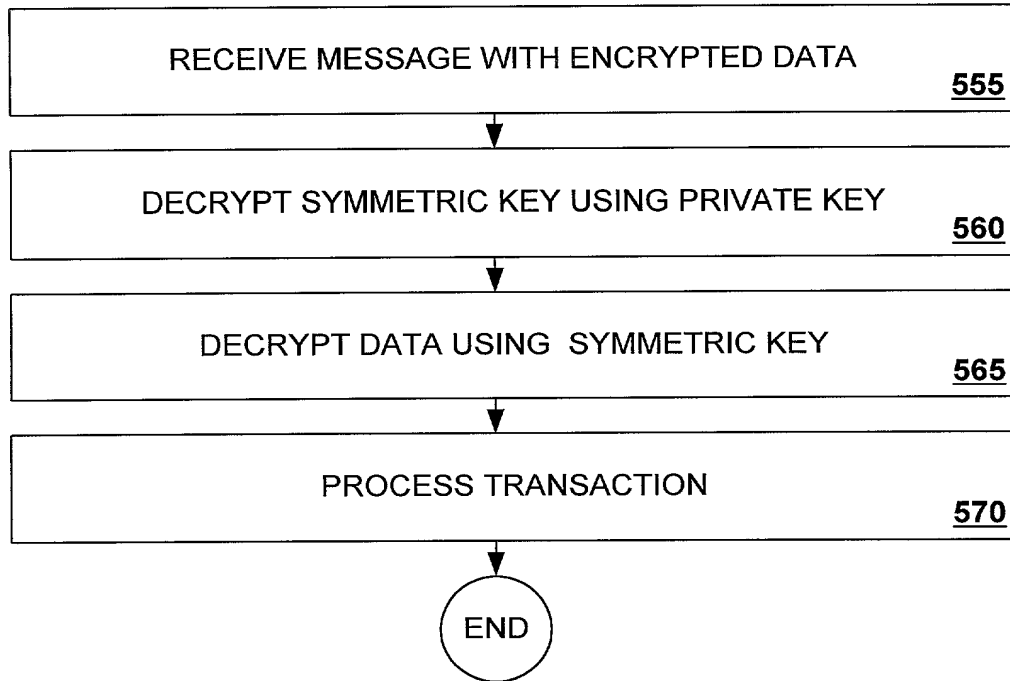 RECEIVE MESSAGE WITH ENCRYPTED DATA
555
DECRYPT SYMMETRIC KEY USING PRIVATE KEY
560
DECRYPT DATA USING SYMMETRIC KEY
565
PROCESS TRANSACTION
570
END